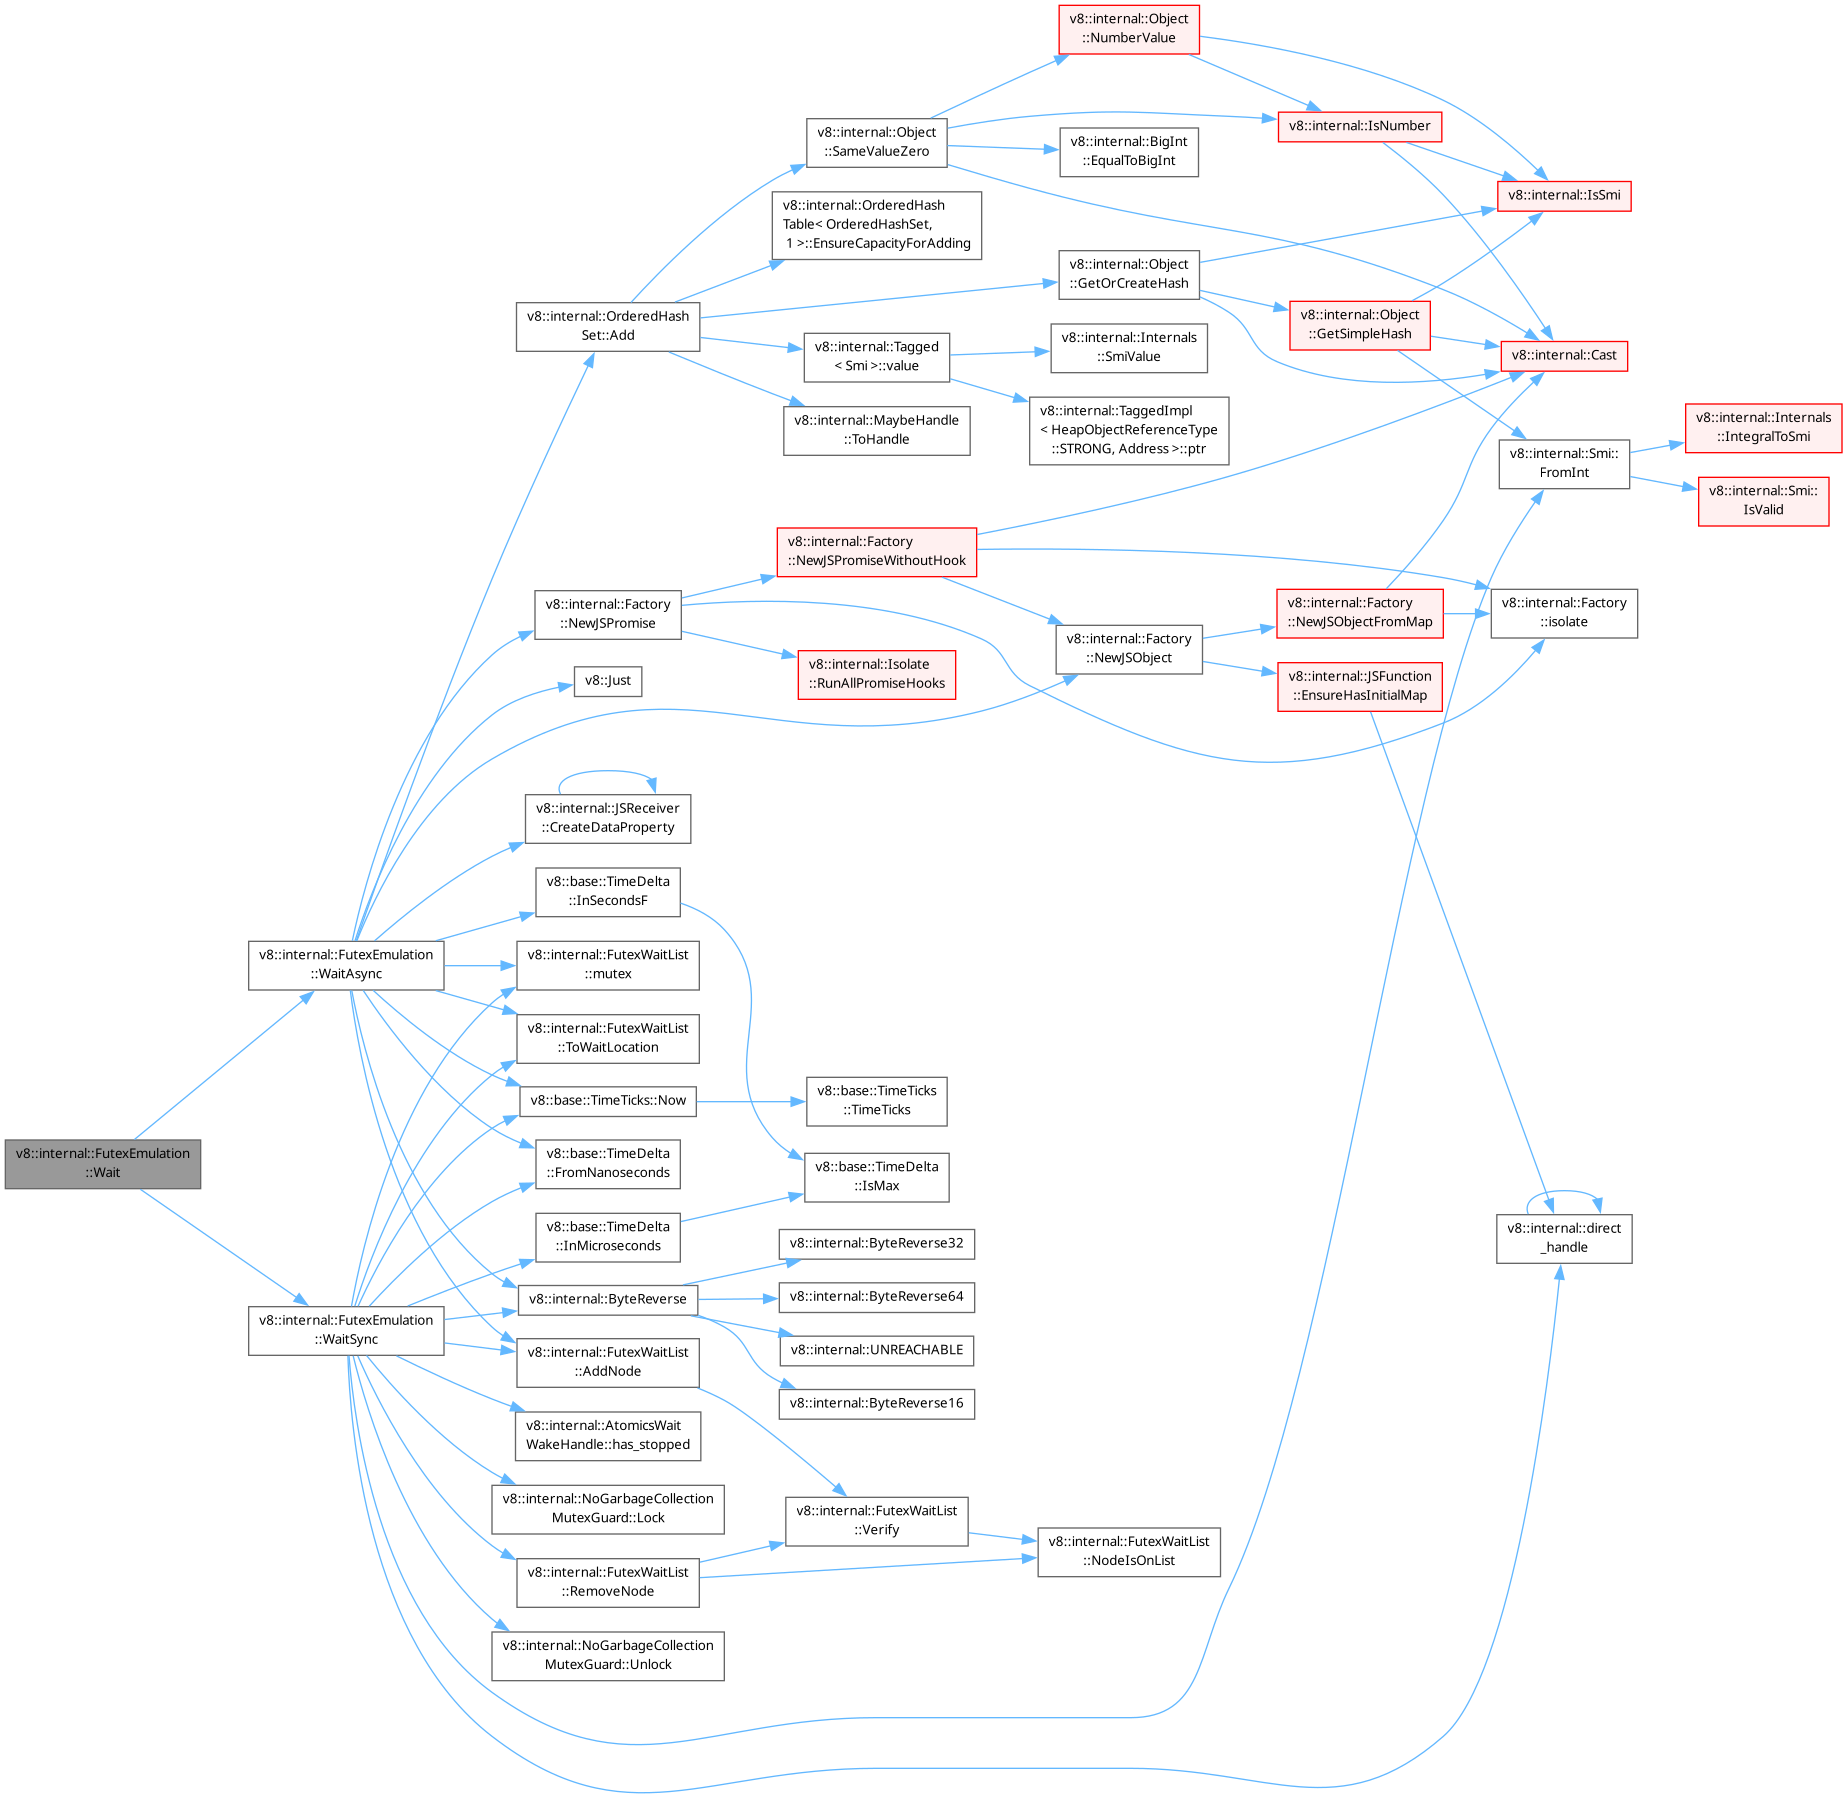 v8::internal::Object
::NumberValue
v8::internal::Object
::SameValueZero
v8::internal::IsNumber
v8::internal::BigInt
::EqualToBigInt
v8::internal::IsSmi
v8::internal::OrderedHash
Table< OrderedHashSet,
1 >::EnsureCapacityForAdding
v8::internal::Object
::GetOrCreateHash
v8::internal::OrderedHash
Set::Add
v8::internal::Object
::GetSimpleHash
v8::internal::Tagged
< Smi >::value
v8::internal::Internals
::SmiValue
v8::internal::Cast
v8::internal::MaybeHandle
::ToHandle
v8::internal::TaggedImpl
< HeapObjectReferenceType
::STRONG, Address >::ptr
v8::internal::Internals
::IntegralToSmi
v8::internal::Smi::
FromInt
v8::internal::Smi::
IsValid
v8::internal::Factory
::NewJSPromiseWithoutHook
v8::internal::Factory
::NewJSPromise
v8::internal::Factory
::NewJSObjectFromMap
v8::internal::Factory
::isolate
v8::internal::Factory
::NewJSObject
v8::internal::Isolate
::RunAllPromiseHooks
v8::Just
v8::internal::JSFunction
::EnsureHasInitialMap
v8::internal::JSReceiver
::CreateDataProperty
v8::base::TimeDelta
::InSecondsF
v8::internal::FutexEmulation
::WaitAsync
v8::internal::FutexWaitList
::mutex
v8::internal::FutexWaitList
::ToWaitLocation
v8::base::TimeTicks::Now
v8::base::TimeTicks
::TimeTicks
v8::internal::FutexEmulation
::Wait
v8::base::TimeDelta
::FromNanoseconds
v8::base::TimeDelta
::IsMax
v8::base::TimeDelta
::InMicroseconds
v8::internal::ByteReverse32
v8::internal::direct
_handle
v8::internal::ByteReverse
v8::internal::ByteReverse64
v8::internal::FutexEmulation
::WaitSync
v8::internal::UNREACHABLE
v8::internal::FutexWaitList
::AddNode
v8::internal::ByteReverse16
v8::internal::AtomicsWait
WakeHandle::has_stopped
v8::internal::NoGarbageCollection
MutexGuard::Lock
v8::internal::FutexWaitList
::Verify
v8::internal::FutexWaitList
::NodeIsOnList
v8::internal::FutexWaitList
::RemoveNode
v8::internal::NoGarbageCollection
MutexGuard::Unlock